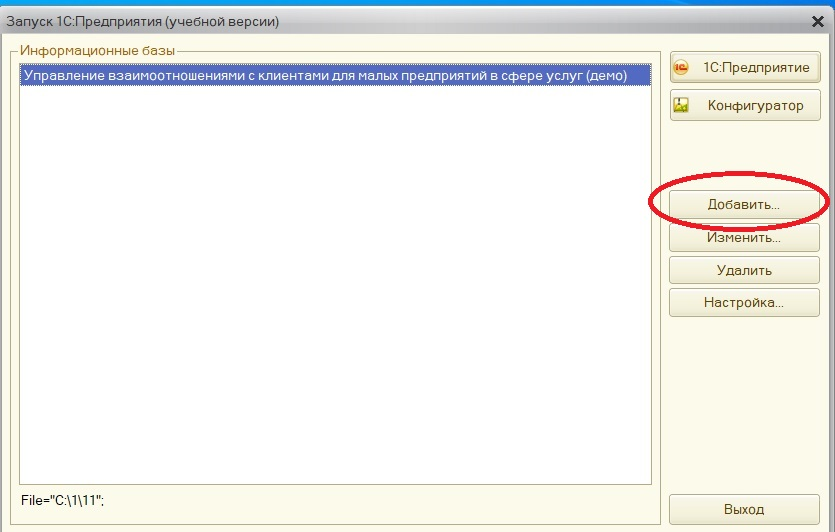 Запуск 1С:Предприятия (учебной версии)
Информационные базы
Управление взаимоотношениями с клиентами для малых предприятий в сфере услуг (демо)
1С:Предприятие
Конфигуратор
Добавить...
Изменить...
Удалить
Настройка...
File="C:\1\11";
Выход